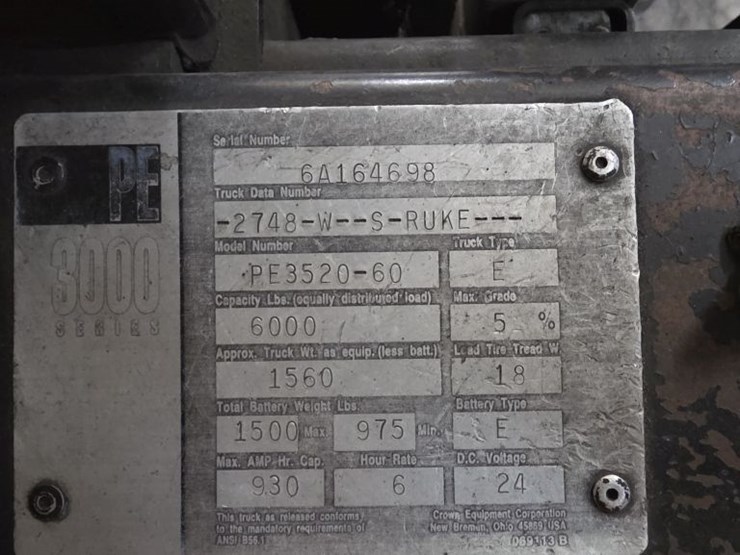 PE
3000
SERIES
Serial Number
6A164698
Truck Data Number
-2748-W--S-RUKE---
Model Number Truck Type
PE3520-60 E
Capacity Lbs. (equally distributed load) Max. Grade
6000 5 %
Approx. Truck Wt. as equip. (less batt.) Load Tire Tread W
1560 18
Total Battery Weight Lbs. Battery Type
1500 Max. 975 Min. E
Max. AMP-Hr. Cap. Hour-Rate D.C. Voltage
930 6 24
This truck as released conforms
to the mandatory requirements of
ANSI B56.1
Crown Equipment Corporation
New Bremen, Ohio 45869 USA
069113 B